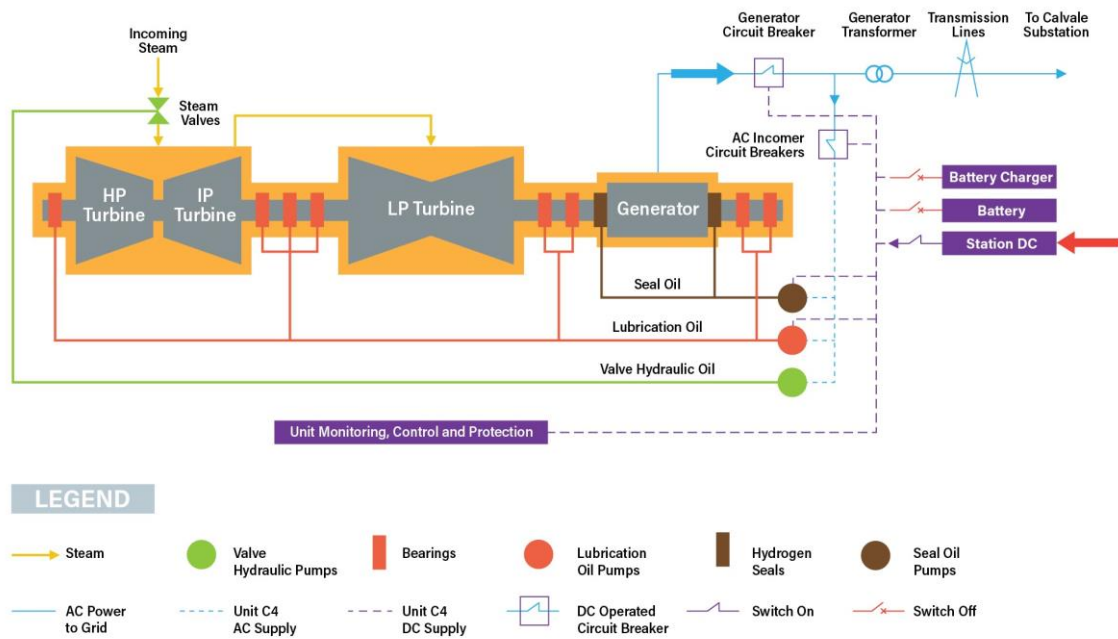 Incoming
Steam
Steam
Valves
Generator
Circuit Breaker
Generator
Transformer
Transmission
Lines
To Calvale
Substation
AC Incomer
Circuit Breakers
HP
Turbine
IP
Turbine
LP Turbine
Generator
Battery Charger
Battery
Station DC
Seal Oil
Lubrication Oil
Valve Hydraulic Oil
Unit Monitoring, Control and Protection
LEGEND
Steam
Valve
Hydraulic Pumps
Bearings
Lubrication
Oil Pumps
Hydrogen
Seals
Seal Oil
Pumps
AC Power
to Grid
Unit C4
AC Supply
Unit C4
DC Supply
DC Operated
Circuit Breaker
Switch On
Switch Off